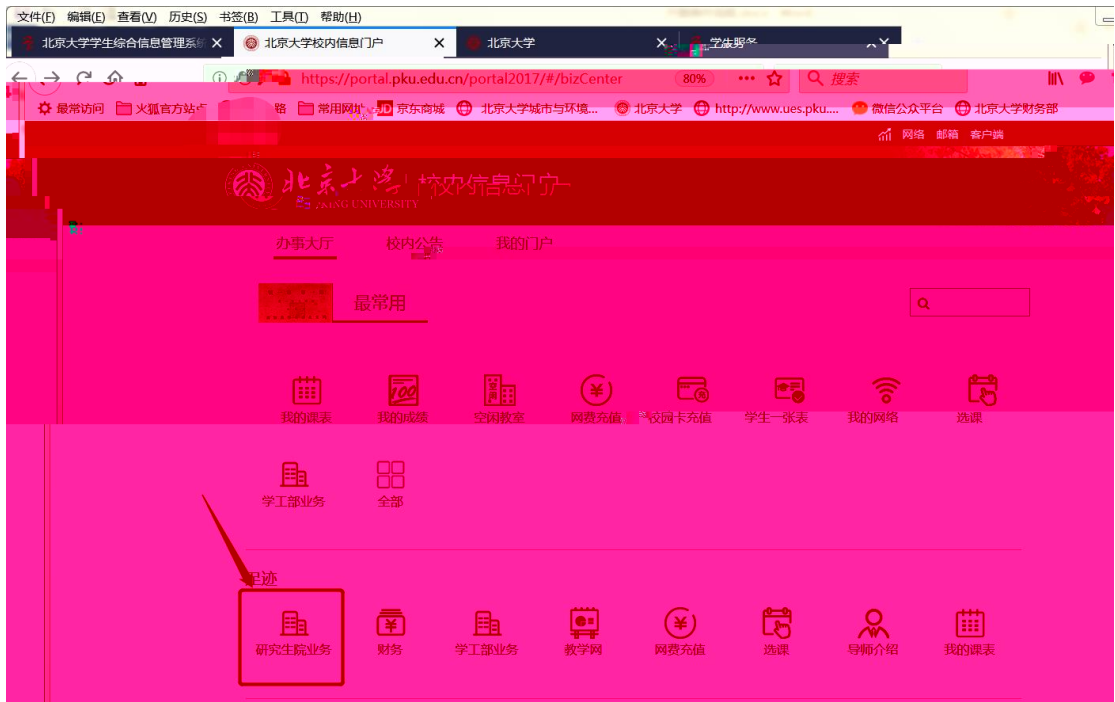 文件(F) 编辑(E) 查看(V) 历史(S) 书签(B) 工具(T) 帮助(H)
北京大学学生综合信息管理系统 北京大学校内信息门户 北京大学
https://portal.pku.edu.cn/portal2017/#/bizCenter 80% 搜索
最常访问 火狐官方站点 常用网址 JD 京东商城 北京大学城市与环境... 北京大学 http://www.ues.pku.... 微信公众平台 北京大学财务部
网络 邮箱 客户端
北京大学 校内信息门户
UNIVERSITY
办事大厅 校内公告 我的门户
最常用
我的课表 我的成绩 空闲教室 网费充值 校园卡充值 学生一张表 我的网络 选课
学工部业务 全部
足迹
研究生院业务 财务 学工部业务 教学网 网费充值 选课 导师介绍 我的课表